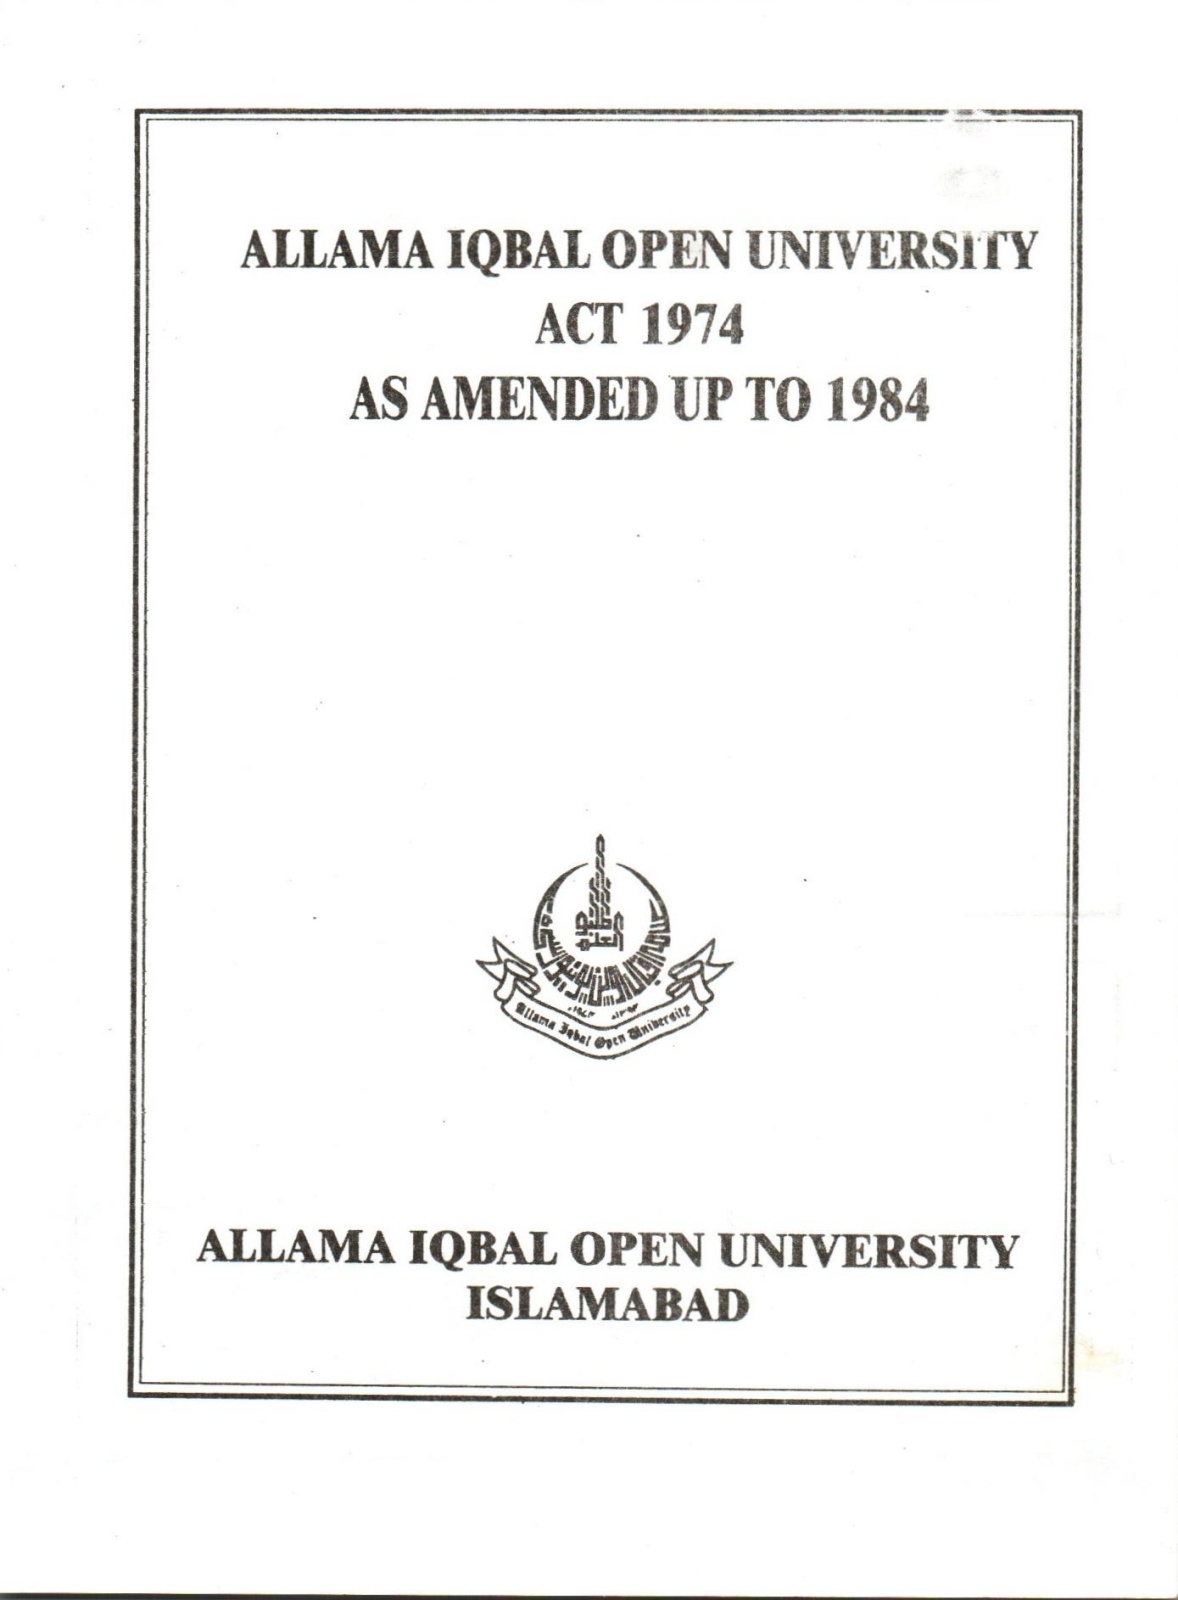 ALLAMA IQBAL OPEN UNIVERSITY
ACT 1974
AS AMENDED UP TO 1984
Allama Iqbal Open University
ALLAMA IQBAL OPEN UNIVERSITY
ISLAMABAD